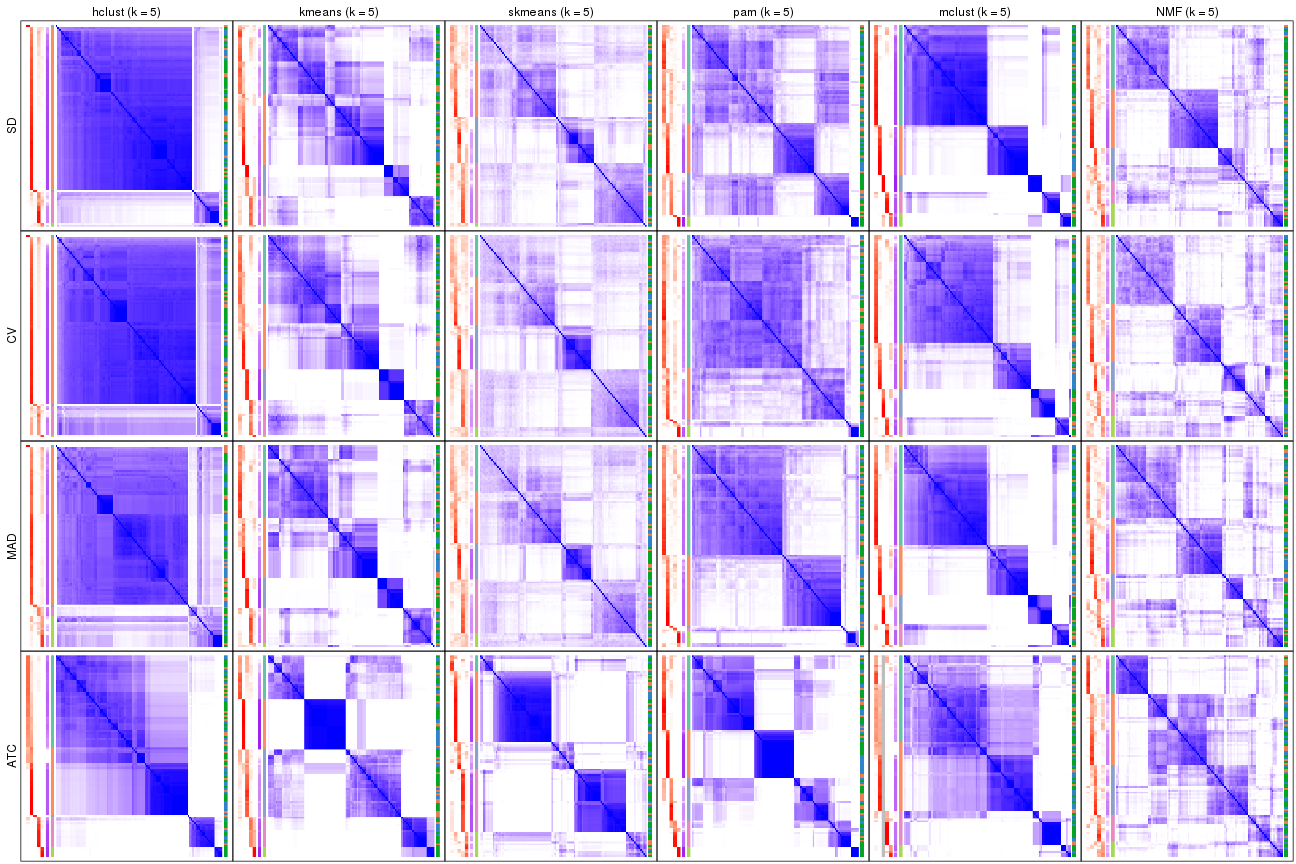 hclust (k = 5) kmeans (k = 5) skmeans (k = 5) pam (k = 5) mclust (k = 5) NMF (k = 5)
SD
CV
MAD
ATC